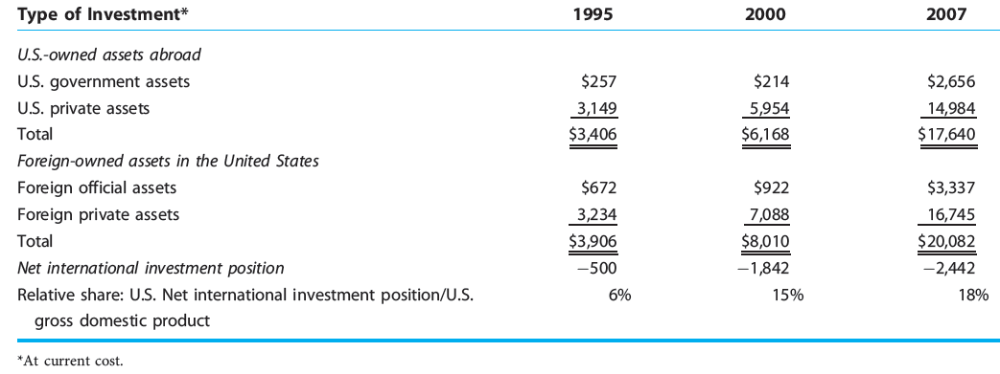 Type of Investment* 1995 2000 2007
U.S.-owned assets abroad
U.S. government assets $257 $214 $2,656
U.S. private assets 3,149 5,954 14,984
Total $3,406 $6,168 $17,640
Foreign-owned assets in the United States
Foreign official assets $672 $922 $3,337
Foreign private assets 3,234 7,088 16,745
Total $3,906 $8,010 $20,082
Net international investment position −500 −1,842 −2,442
Relative share: U.S. Net international investment position/U.S. 6% 15% 18%
gross domestic product
*At current cost.